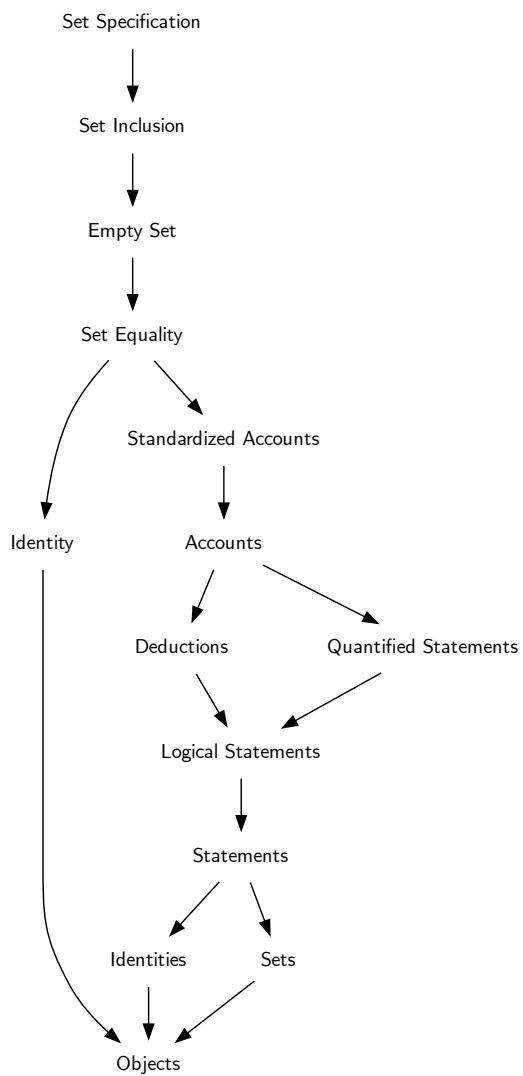 Set Specification
Set Inclusion
Empty Set
Set Equality
Standardized Accounts
Identity
Accounts
Deductions
Quantified Statements
Logical Statements
Statements
Identities
Sets
Objects